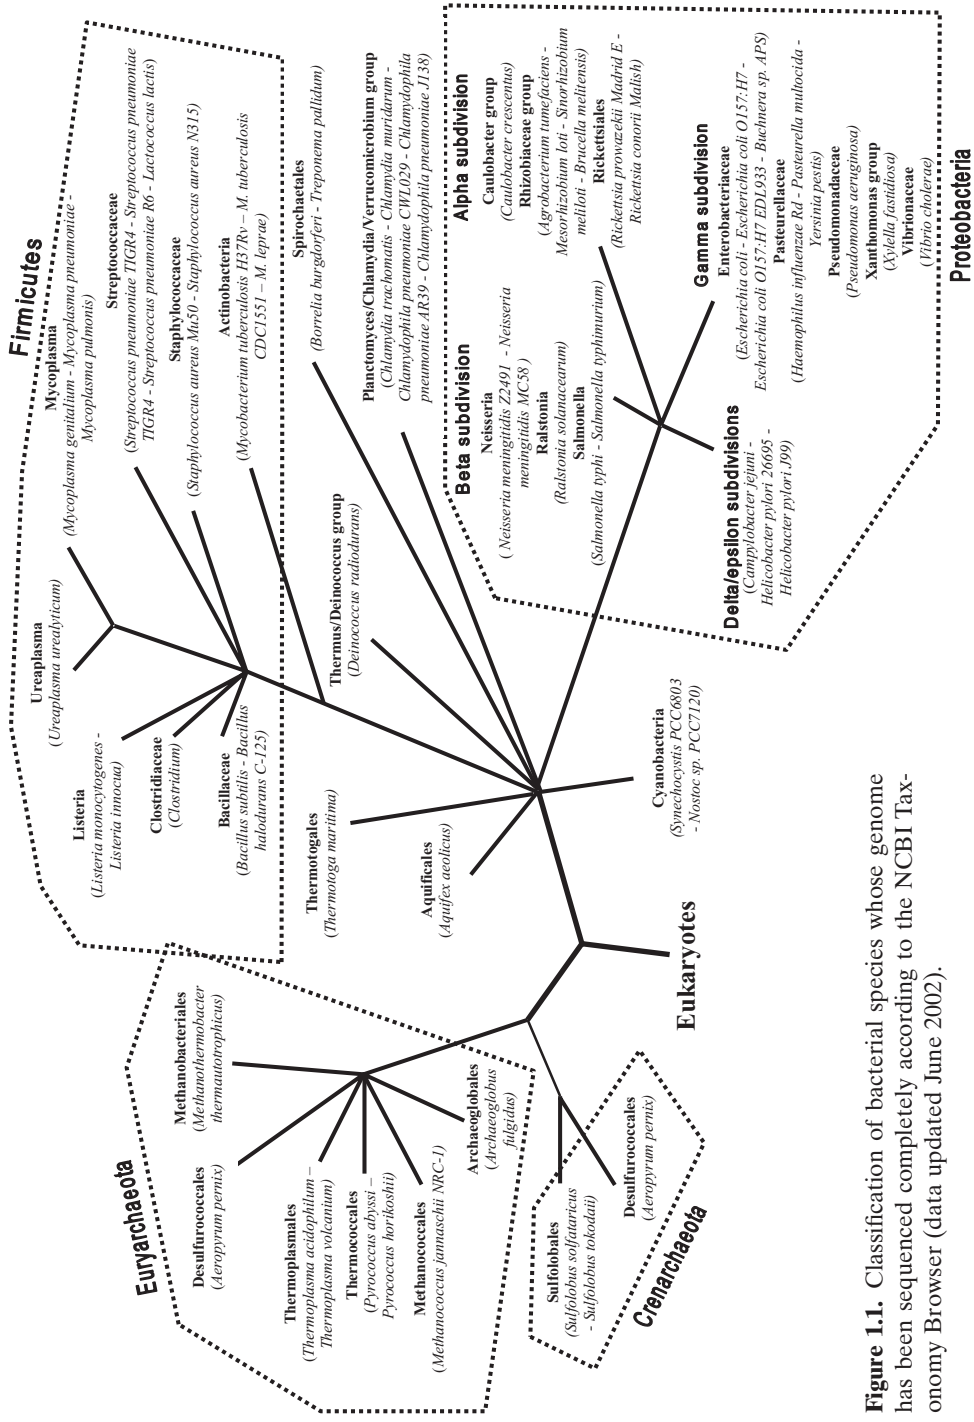 Firmicutes
Mycoplasma
(Mycoplasma genitalium - Mycoplasma pneumoniae -
Mycoplasma pulmonis)
Ureaplasma
(Ureaplasma urealyticum)
Streptoccaceae
(Streptococcus pneumoniae TIGR4 - Streptococcus pneumoniae
TIGR4 - Streptococcus pneumoniae R6 - Lactococcus lactis)
Staphylococcaceae
(Staphylococcus aureus Mu50 - Staphylococcus aureus N315)
Actinobacteria
(Mycobacterium tuberculosis H37Rv – M. tuberculosis
CDC1551 – M. leprae)
Listeria
(Listeria monocytogenes -
Listeria innocua)
Clostridiaceae
(Clostridium)
Bacillaceae
(Bacillus subtilis - Bacillus
halodurans C-125)
Spirochaetales
(Borrelia burgdorferi - Treponema pallidum)
Planctomyces/Chlamydia/Verrucomicrobium group
(Chlamydia trachomatis - Chlamydia muridarum -
Chlamydophila pneumoniae CWL029 - Chlamydophila
pneumoniae AR39 - Chlamydophila pneumoniae J138)
Thermus/Deinococcus group
(Deinococcus radiodurans)
Thermotogales
(Thermotoga maritima)
Aquificales
(Aquifex aeolicus)
Cyanobacteria
(Synechocystis PCC6803
- Nostoc sp. PCC7120)
Alpha subdivision
Caulobacter group
(Caulobacter crescentus)
Rhizobiaceae group
(Agrobacterium tumefaciens -
Mesorhizobium loti - Sinorhizobium
meliloti - Brucella melitensis)
Rickettsiales
(Rickettsia prowazekii Madrid E -
Rickettsia conorii Malish)
Beta subdivision
Neisseria
( Neisseria meningitidis Z2491 - Neisseria
meningitidis MC58 )
Ralstonia
(Ralstonia solanacearum)
Salmonella
(Salmonella typhi - Salmonella typhimurium)
Gamma subdivision
Enterobacteriaceae
(Escherichia coli - Escherichia coli O157:H7 -
Escherichia coli O157:H7 EDL933 - Buchnera sp. APS)
Pasteurellaceae
(Haemophilus influenzae Rd - Pasteurella multocida -
Yersinia pestis)
Pseudomonadaceae
(Pseudomonas aeruginosa)
Xanthomonas group
(Xylella fastidiosa)
Vibrionaceae
(Vibrio cholerae)
Delta/epsilon subdivisions
(Campylobacter jejuni -
Helicobacter pylori 26695 -
Helicobacter pylori J99)
Proteobacteria
Eukaryotes
Euryarchaeota
Methanobacteriales
(Methanothermobacter
thermautotrophicus)
Desulfurococcales
(Aeropyrum pernix)
Thermoplasmales
(Thermoplasma acidophilum –
Thermoplasma volcanium)
Thermococcales
(Pyrococcus abyssi –
Pyrococcus horikoshii)
Methanococcales
(Methanococcus jannaschii NRC-1)
Archaeoglobales
(Archaeoglobus
fulgidus)
Sulfolobales
(Sulfolobus solfataricus
- Sulfolobus tokodaii)
Desulfurococcales
(Aeropyrum pernix)
Crenarchaeota
Figure 1.1. Classification of bacterial species whose genome
has been sequenced completely according to the NCBI Tax-
onomy Browser (data updated June 2002).